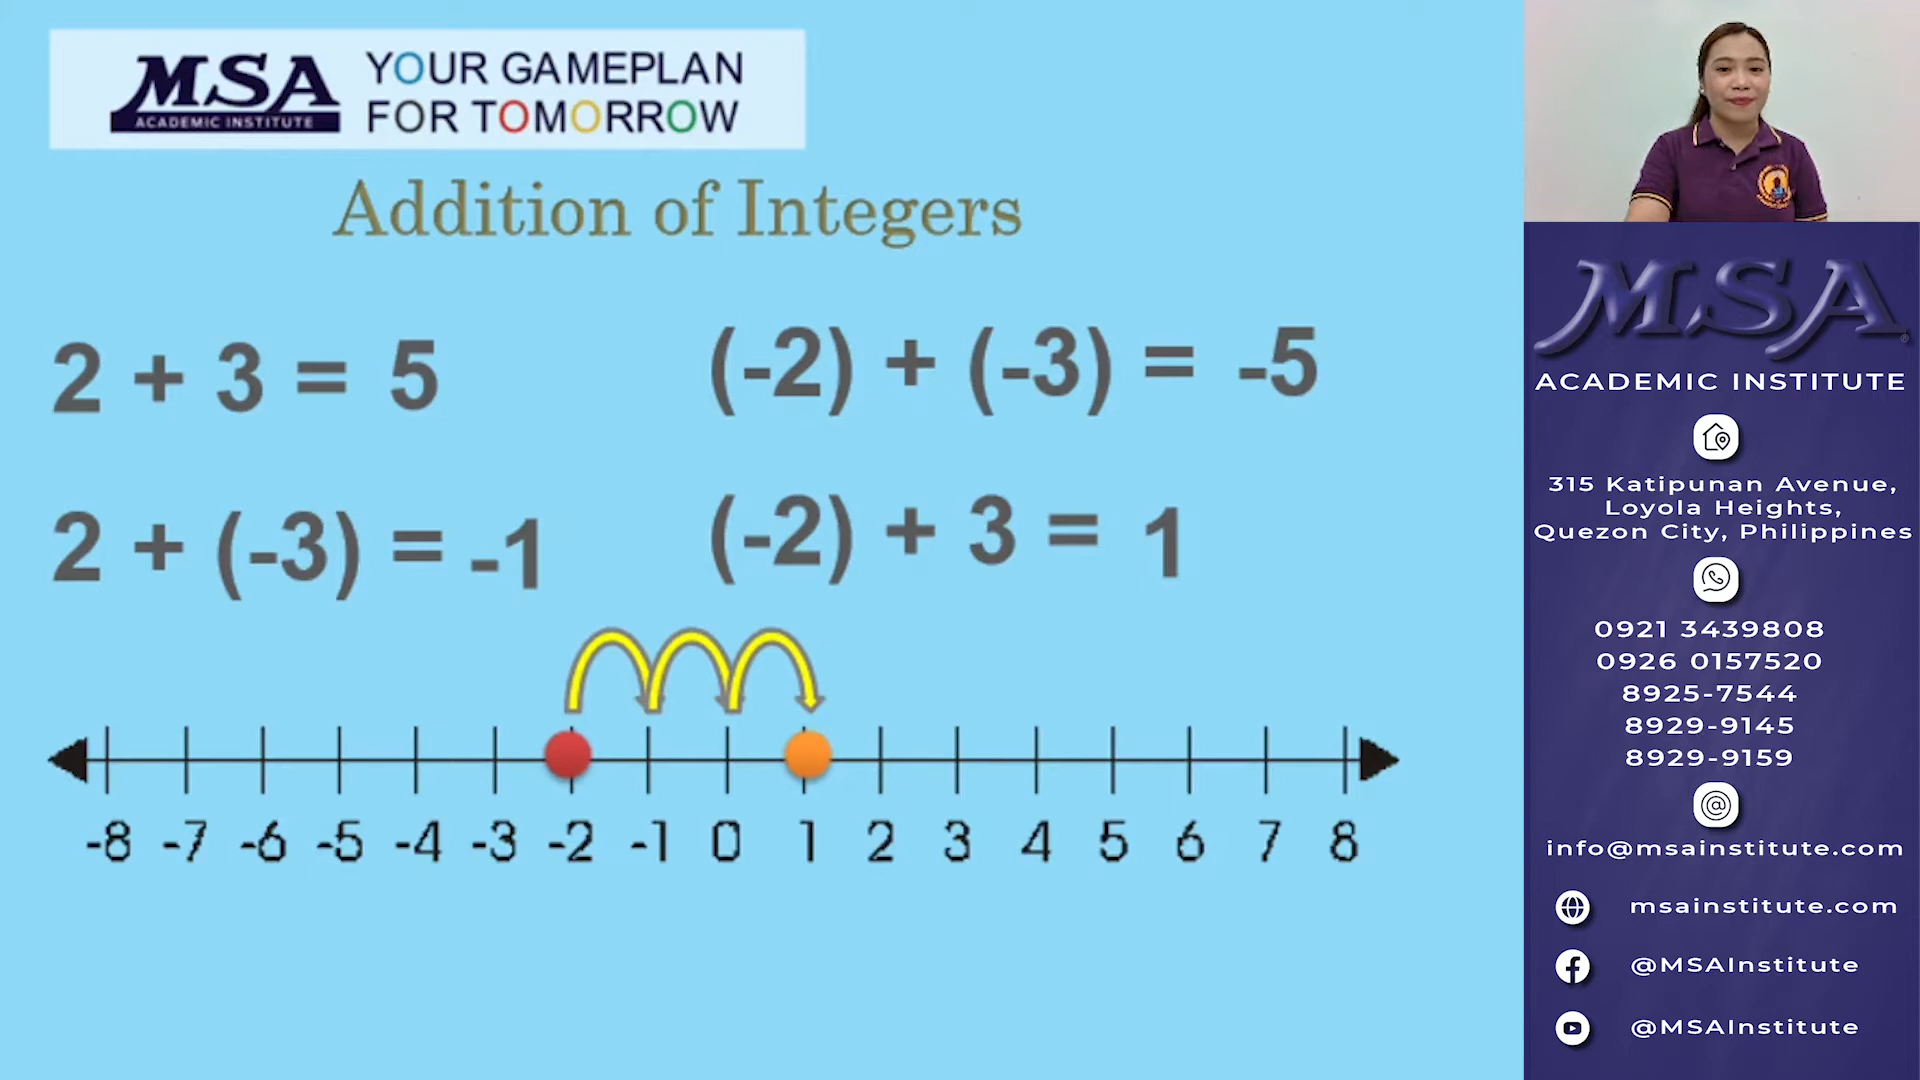 MSA
ACADEMIC INSTITUTE
YOUR GAMEPLAN
FOR TOMORROW
Addition of Integers
2 + 3 = 5
(-2) + (-3) = -5
2 + (-3) = -1
(-2) + 3 = 1
-8 -7 -6 -5 -4 -3 -2 -1 0 1 2 3 4 5 6 7 8
MSA
ACADEMIC INSTITUTE
315 Katipunan Avenue,
Loyola Heights,
Quezon City, Philippines
0921 3439808
0926 0157520
8925-7544
8929-9145
8929-9159
info@msainstitute.com
msainstitute.com
@MSAInstitute
@MSAInstitute